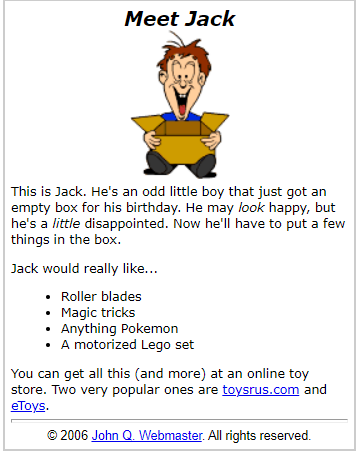 Meet Jack
This is Jack. He's an odd little boy that just got an
empty box for his birthday. He may look happy, but
he's a little disappointed. Now he'll have to put a few
things in the box.
Jack would really like...
• Roller blades
• Magic tricks
• Anything Pokemon
• A motorized Lego set
You can get all this (and more) at an online toy
store. Two very popular ones are toysrus.com and
eToys.
© 2006 John Q. Webmaster. All rights reserved.